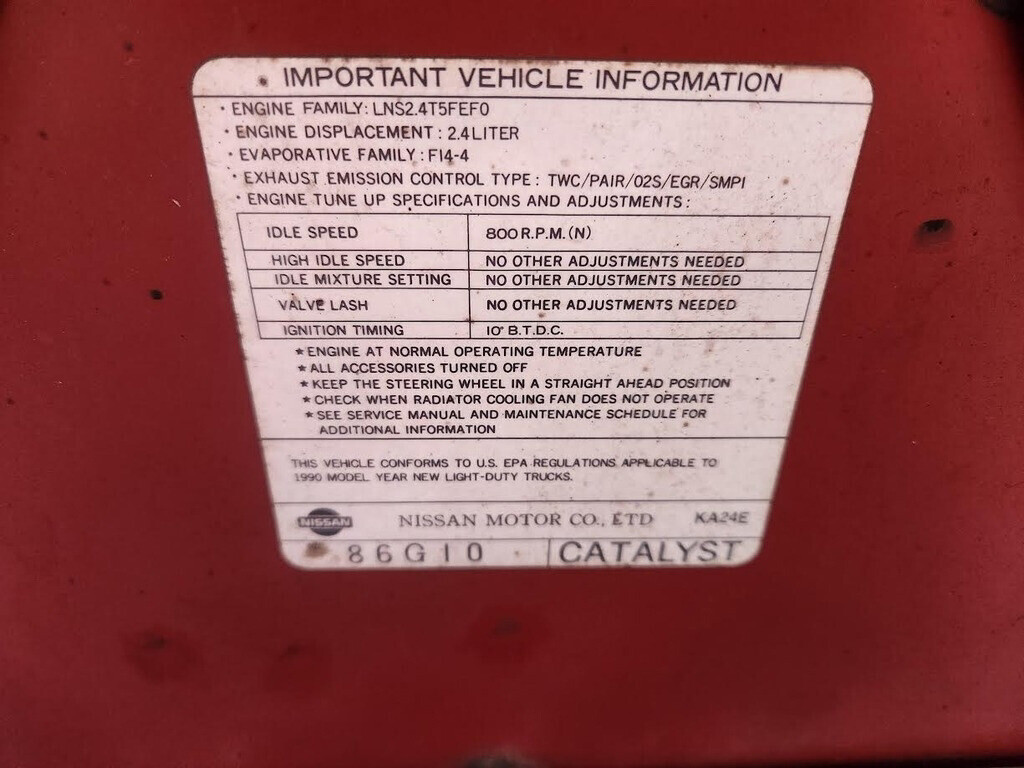 IMPORTANT VEHICLE INFORMATION
· ENGINE FAMILY: LNS2.4T5FEF0
· ENGINE DISPLACEMENT: 2.4 LITER
· EVAPORATIVE FAMILY: F14-4
· EXHAUST EMISSION CONTROL TYPE: TWC/PAIR/02S/EGR/SMPI
· ENGINE TUNE UP SPECIFICATIONS AND ADJUSTMENTS:
IDLE SPEED 800 R.P.M.(N)
HIGH IDLE SPEED NO OTHER ADJUSTMENTS NEEDED
IDLE MIXTURE SETTING NO OTHER ADJUSTMENTS NEEDED
VALVE LASH NO OTHER ADJUSTMENTS NEEDED
IGNITION TIMING 10° B.T.D.C.
* ENGINE AT NORMAL OPERATING TEMPERATURE
* ALL ACCESSORIES TURNED OFF
* KEEP THE STEERING WHEEL IN A STRAIGHT AHEAD POSITION
* CHECK WHEN RADIATOR COOLING FAN DOES NOT OPERATE
* SEE SERVICE MANUAL AND MAINTENANCE SCHEDULE FOR
ADDITIONAL INFORMATION
THIS VEHICLE CONFORMS TO U.S. EPA REGULATIONS APPLICABLE TO
1990 MODEL YEAR NEW LIGHT-DUTY TRUCKS.
NISSAN NISSAN MOTOR CO., LTD KA24E
86G10 CATALYST